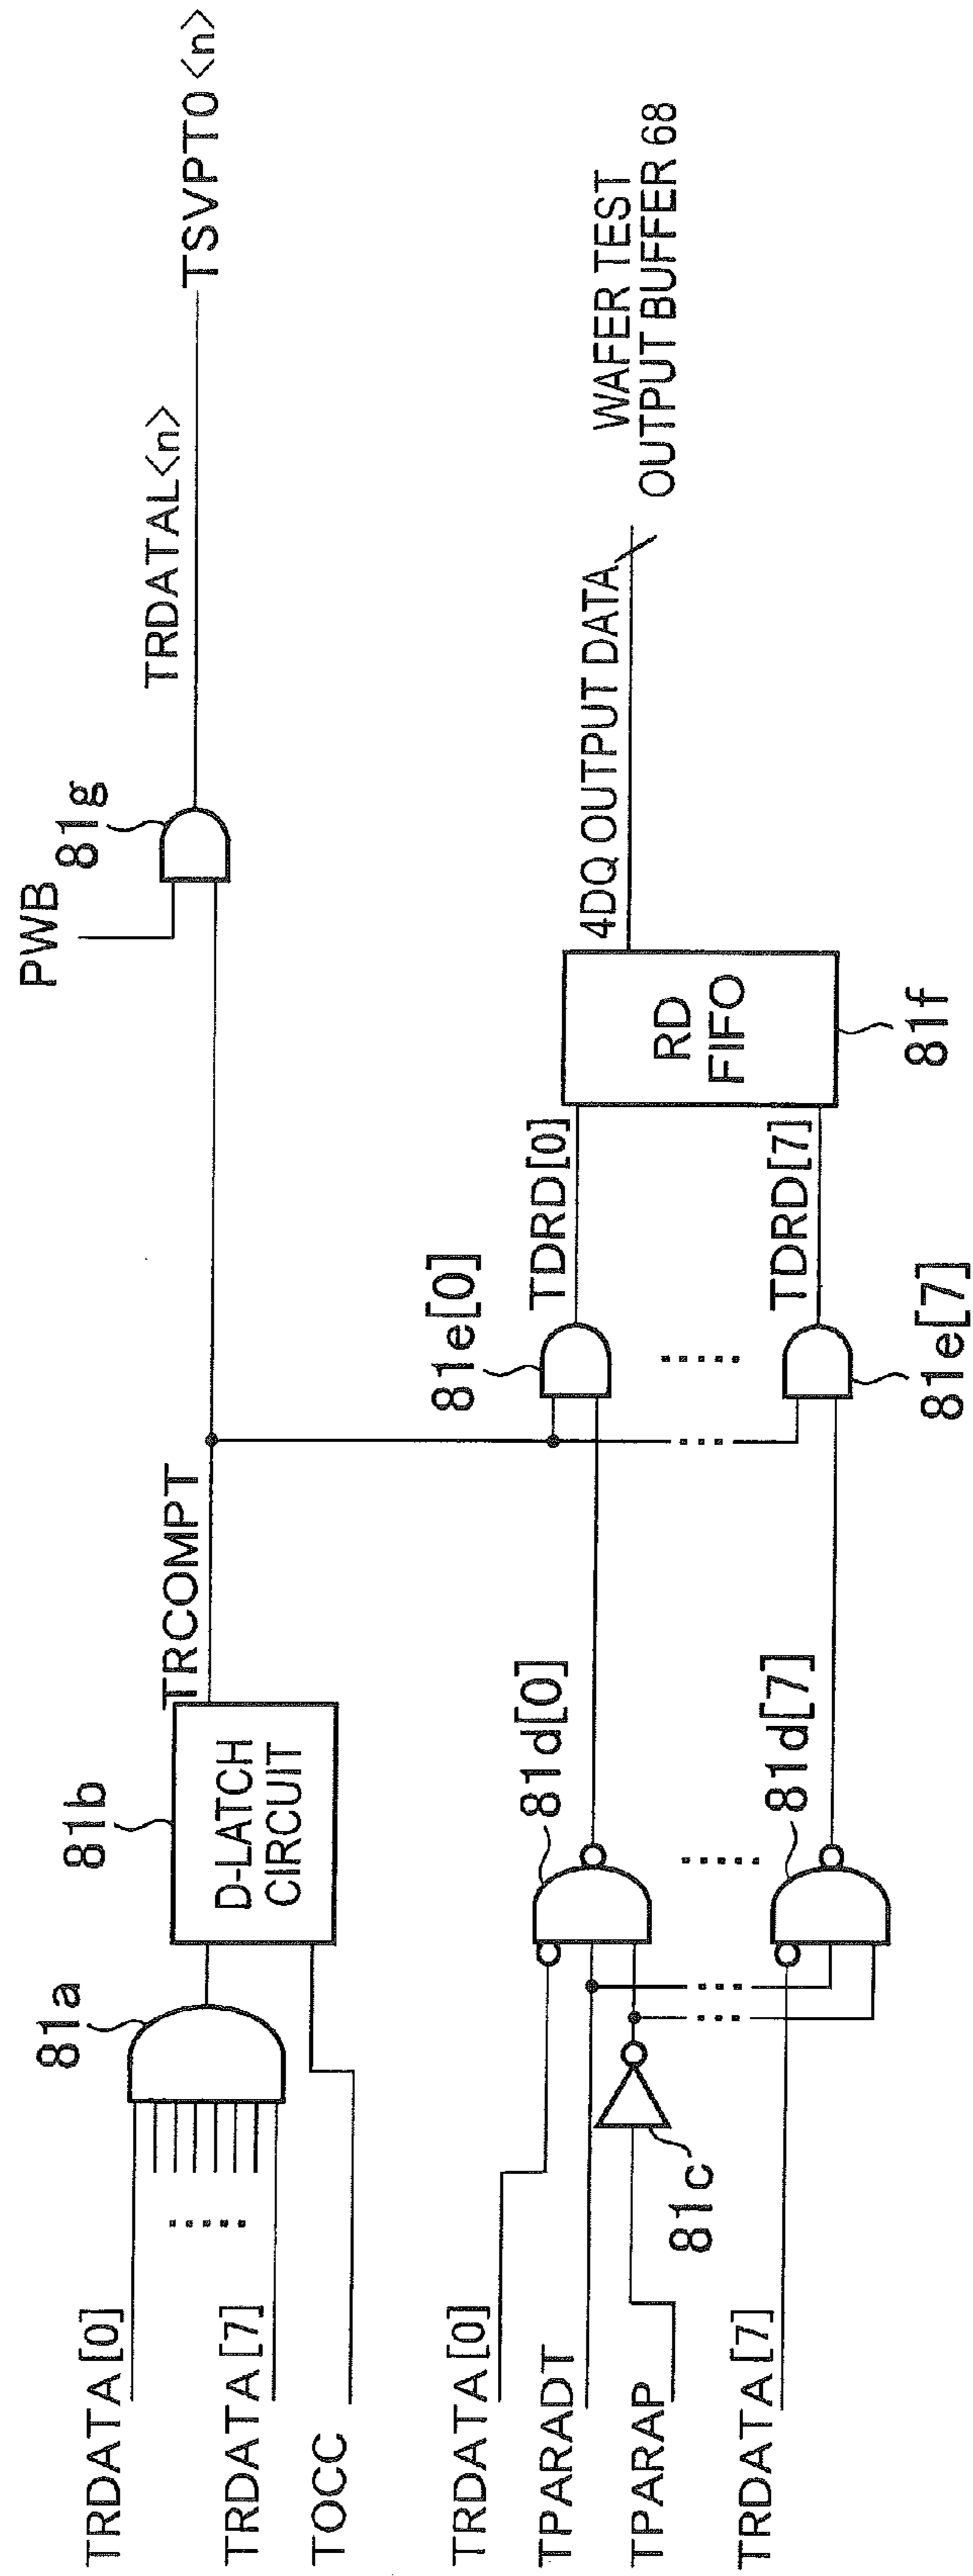 TRDATA[0]
TRDATA[7]
TOCC
81a
81b
D-LATCH
CIRCUIT
TRCOMPT
PWB
81g
TRDATAL<n>
TSVPTO<n>
TRDATA[0]
TPARADT
TPARAP
TRDATA[7]
81c
81d[0]
81d[7]
81e[0]
81e[7]
TDRD[0]
TDRD[7]
RD
FIFO
81f
4DQ OUTPUT DATA
WAFER TEST
OUTPUT BUFFER 68